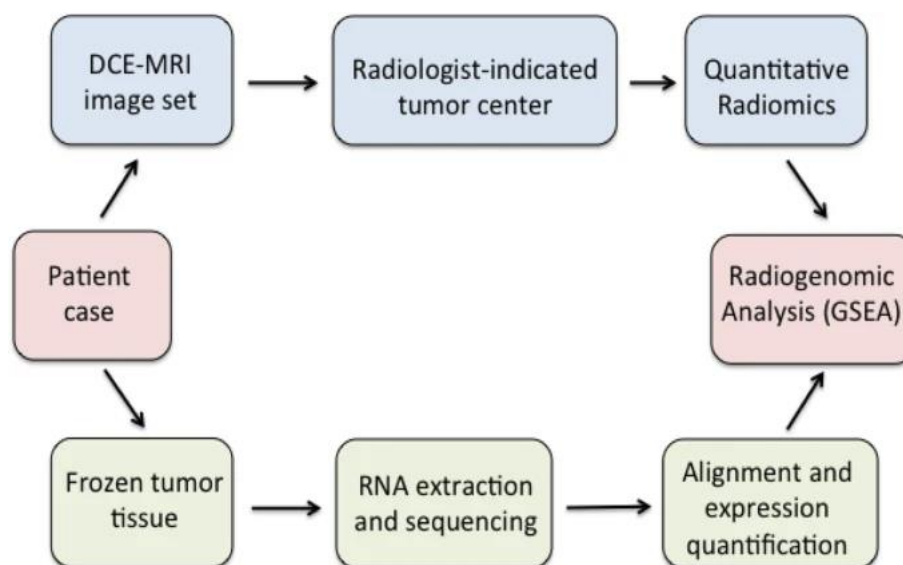 DCE-MRI
image set
Radiologist-indicated
tumor center
Quantitative
Radiomics
Patient
case
Radiogenomic
Analysis (GSEA)
Frozen tumor
tissue
RNA extraction
and sequencing
Alignment and
expression
quantification